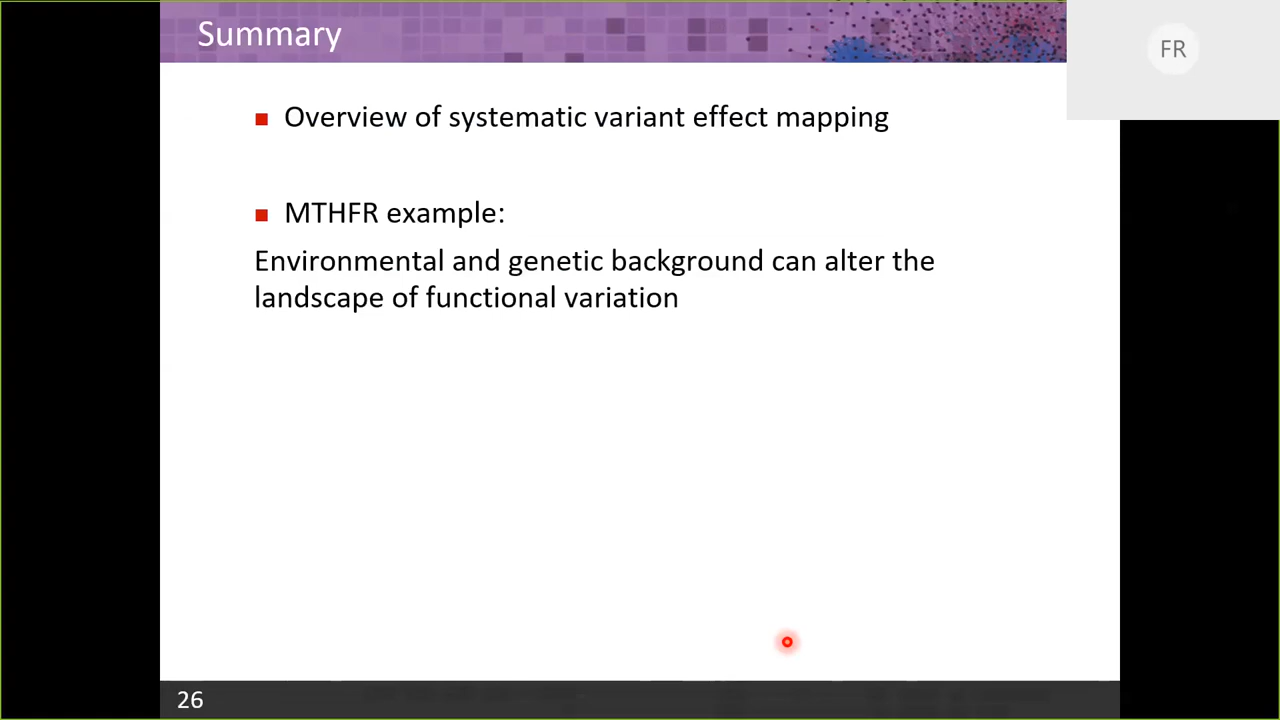 Summary
FR
Overview of systematic variant effect mapping
MTHFR example:
Environmental and genetic background can alter the
landscape of functional variation
26